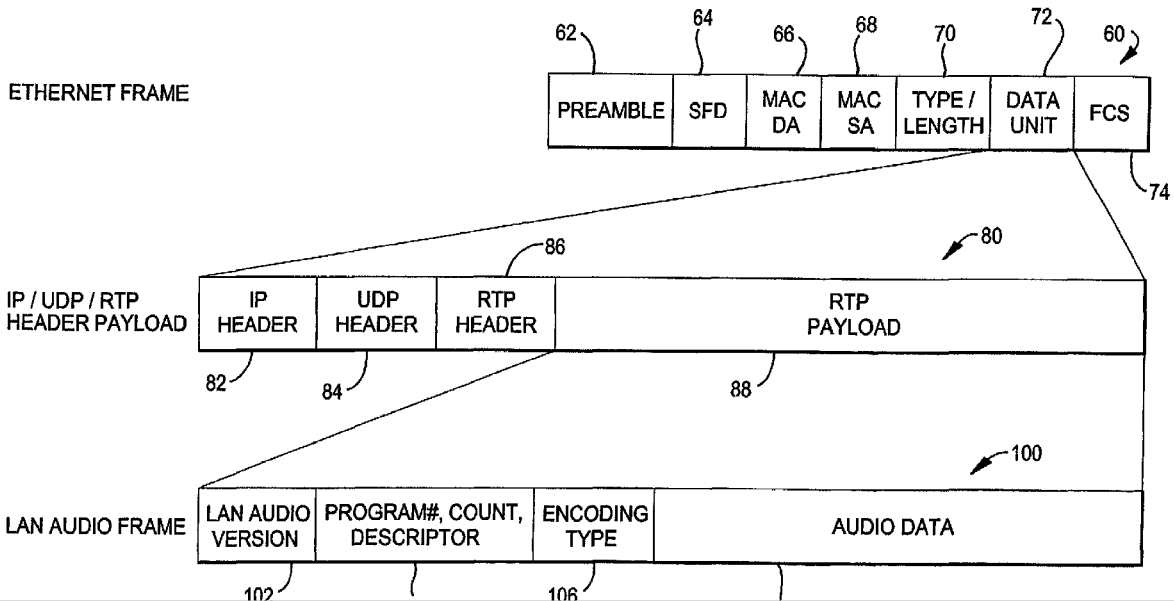 62 64 66 68 70 72 60
ETHERNET FRAME
PREAMBLE SFD MAC DA MAC SA TYPE / LENGTH DATA UNIT FCS
74
86 80
IP / UDP / RTP HEADER PAYLOAD
IP HEADER UDP HEADER RTP HEADER RTP PAYLOAD
82 84 88
100
LAN AUDIO FRAME
LAN AUDIO VERSION PROGRAM#, COUNT, DESCRIPTOR ENCODING TYPE AUDIO DATA
102 106